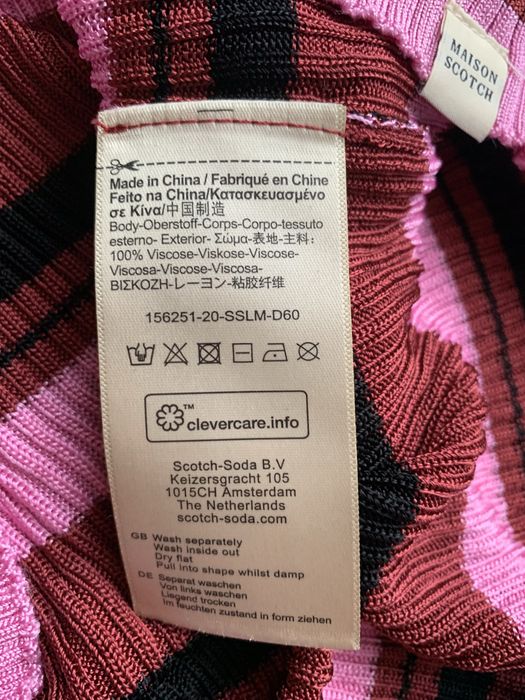 MAISON
SCOTCH
Made in China / Fabriqué en Chine
Feito na China/Κατασκευασμένο
σε Κίνα/中国制造
Body-Oberstoff-Corps-Corpo-tessuto
esterno- Exterior- Σώμα-表地-主料:
100% Viscose-Viskose-Viscose-
Viscosa-Viscose-Viscosa-
ΒΙΣΚΟΖΗ-レーヨン-粘胶纤维
156251-20-SSLM-D60
TM
clevercare.info
Scotch-Soda B.V
Keizersgracht 105
1015CH Amsterdam
The Netherlands
scotch-soda.com
GB Wash separately
Wash inside out
Dry flat
Pull into shape whilst damp
DE Separat waschen
Von links waschen
Liegend trocken
Im feuchten zustand in form ziehen